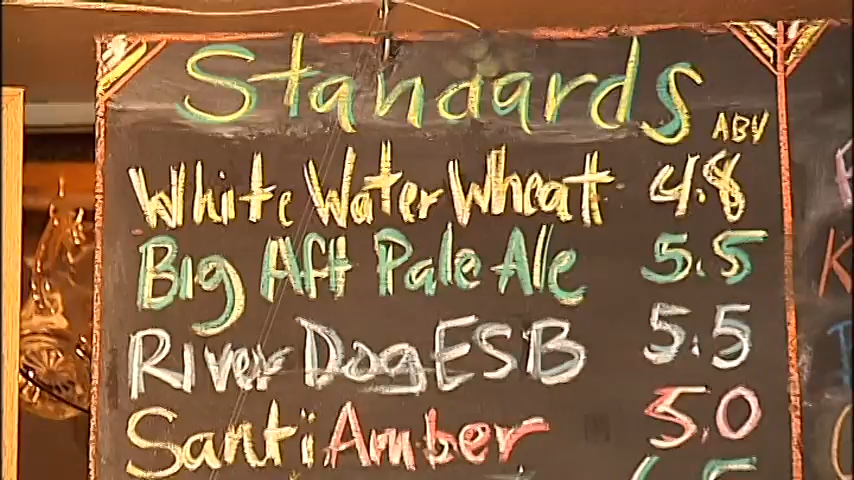 Standards ABV
White Water Wheat 4.8
Big Aft Pale Ale 5.5
River Dog ESB 5.5
Santi Amber 5.0